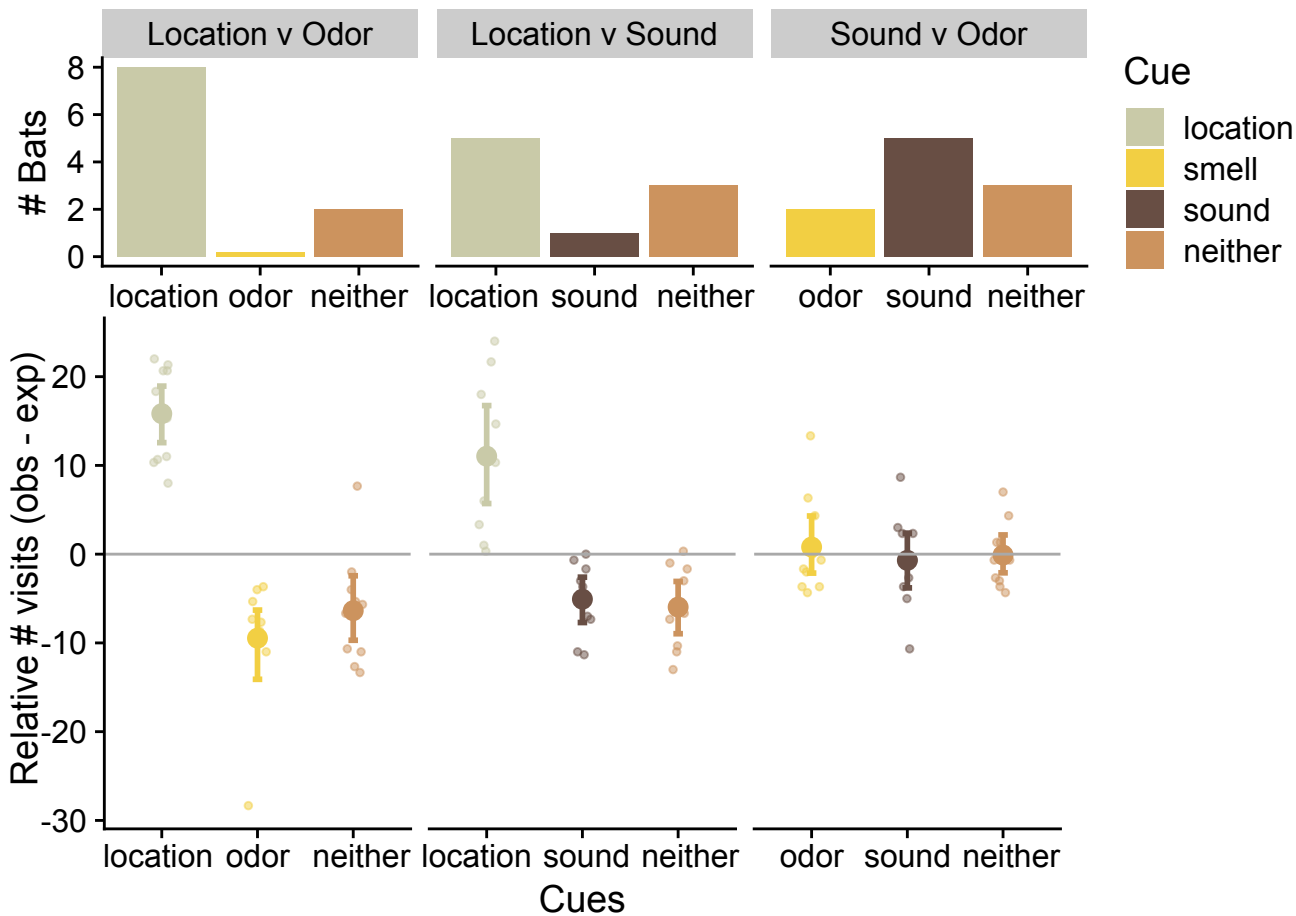 Location v Odor
Location v Sound
Sound v Odor
# Bats
8
6
4
2
0
location odor neither
location sound neither
odor sound neither
Cue
location
smell
sound
neither
Relative # visits (obs - exp)
20
10
0
-10
-20
-30
location odor neither
location sound neither
odor sound neither
Cues